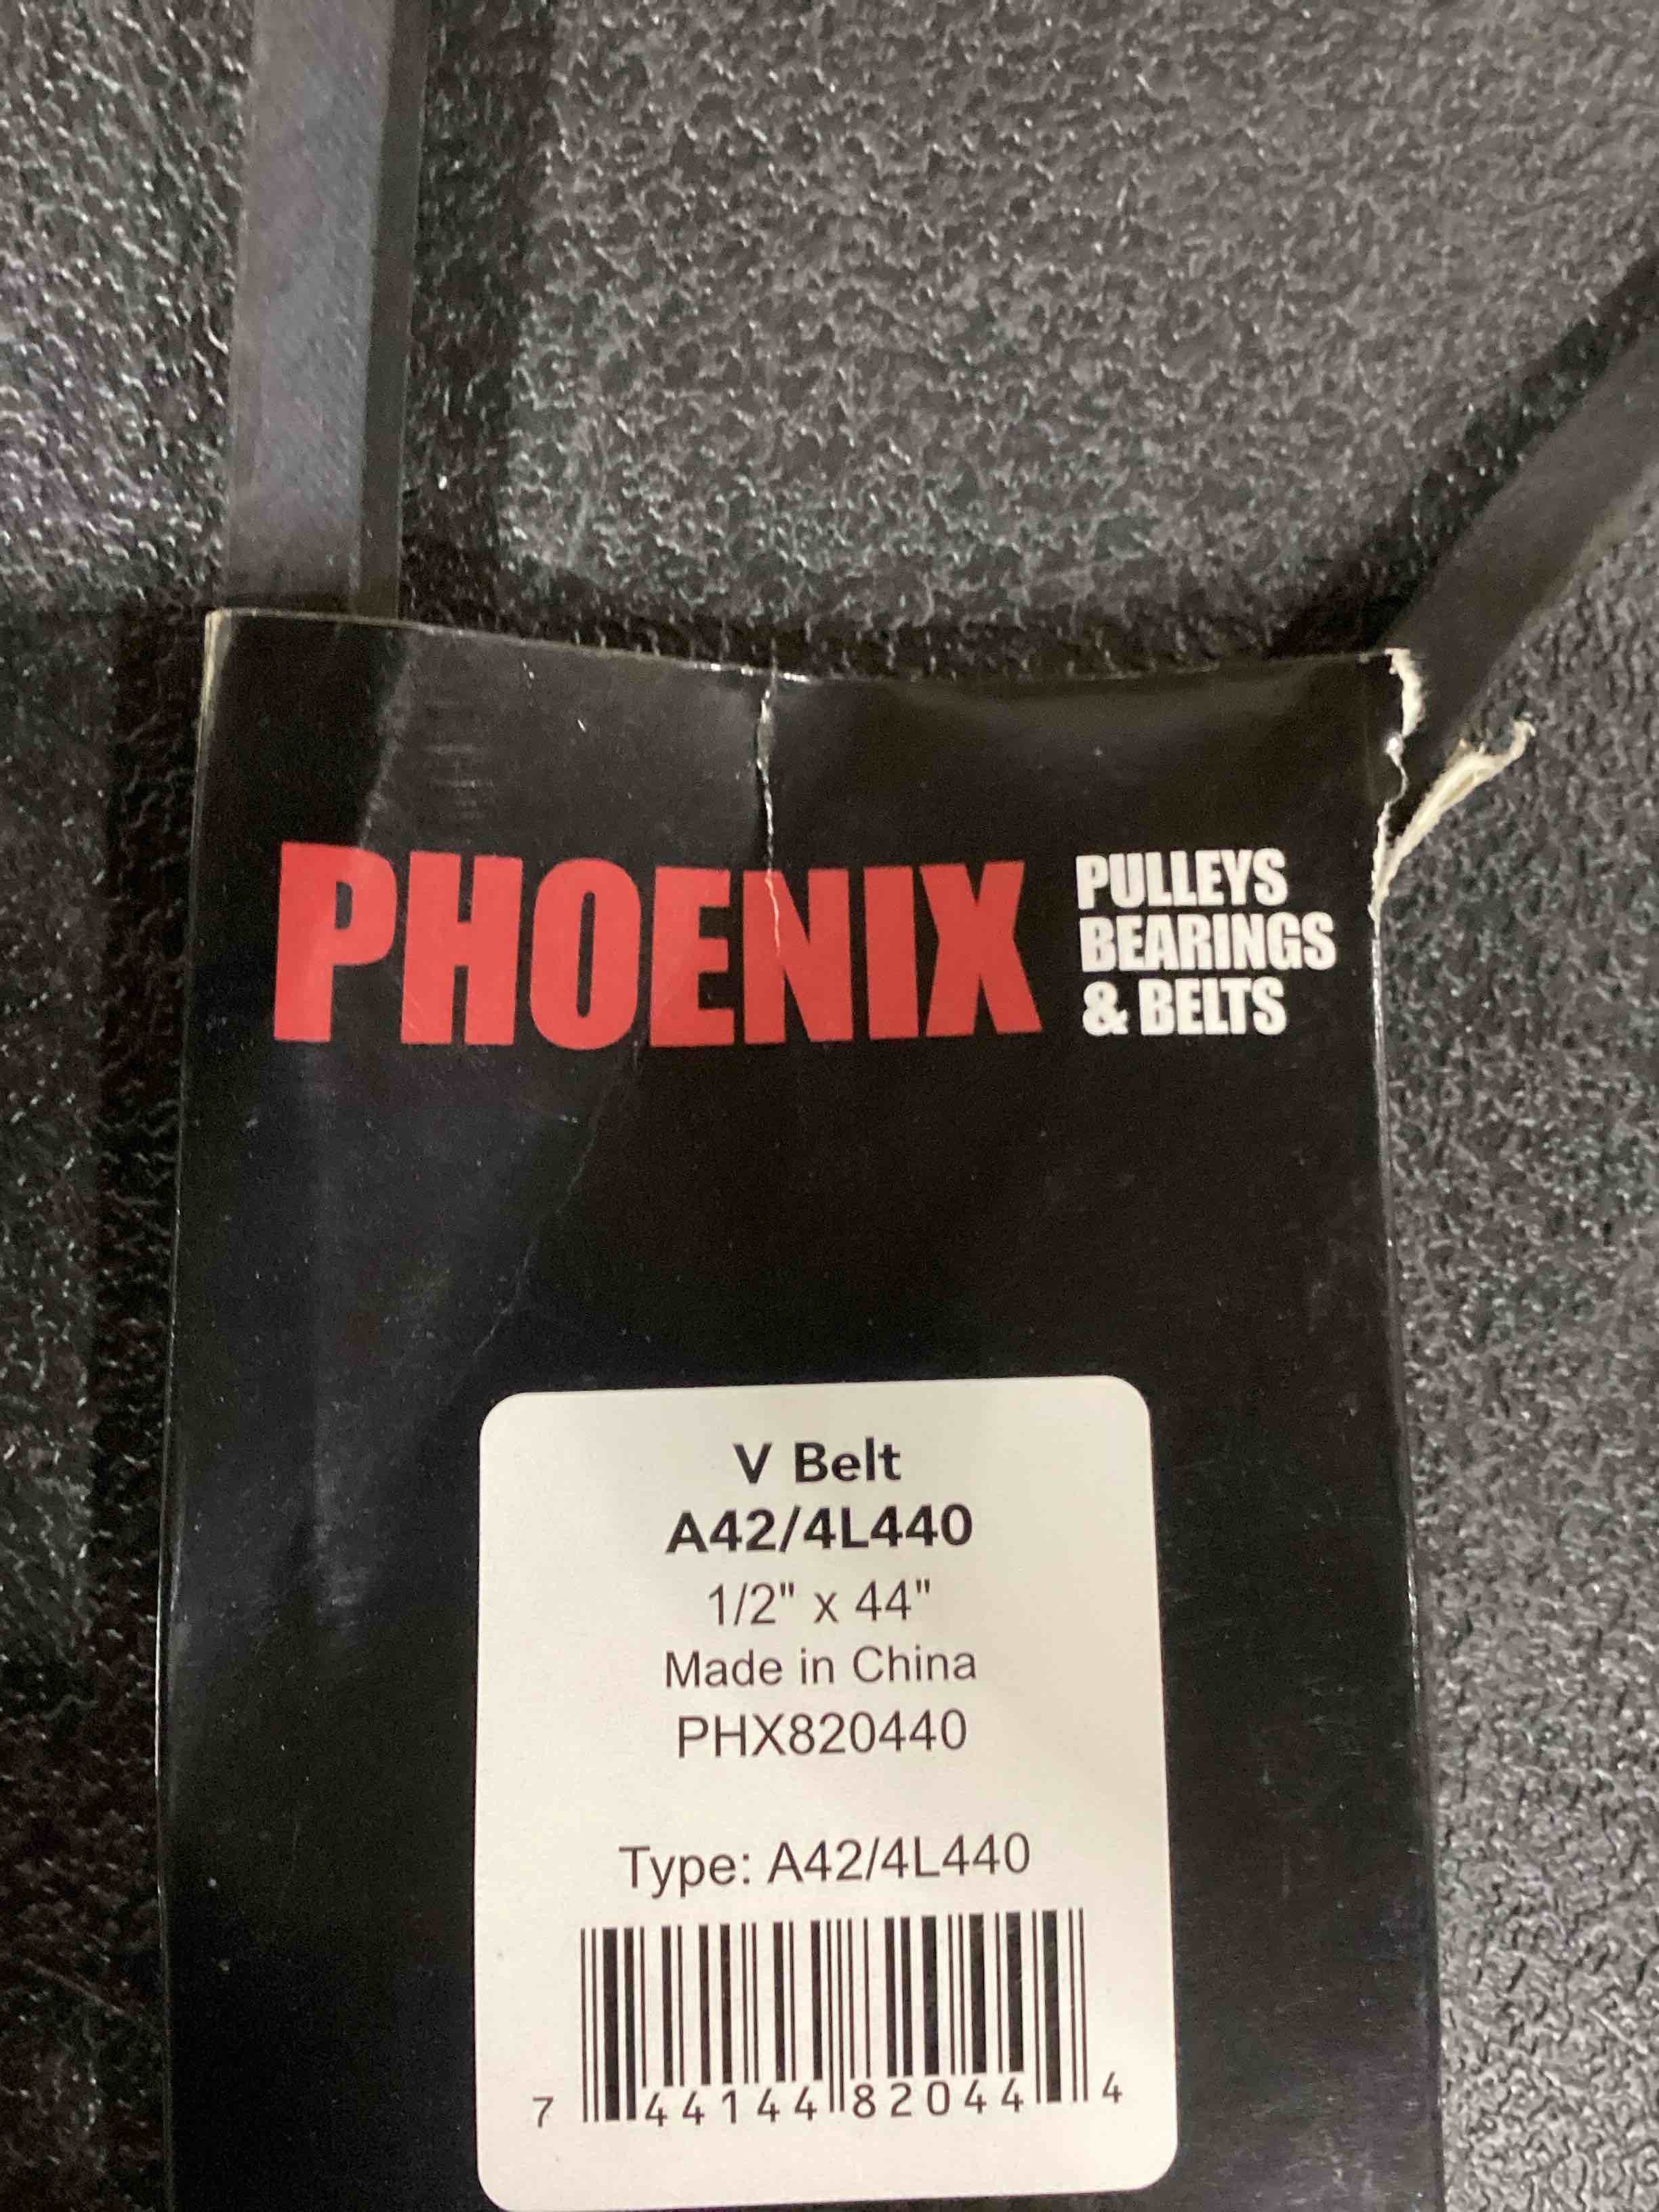 PHOENIX
PULLEYS
BEARINGS
& BELTS
V Belt
A42/4L440
1/2" x 44"
Made in China
PHX820440
Type: A42/4L440
7 44144 82044 4